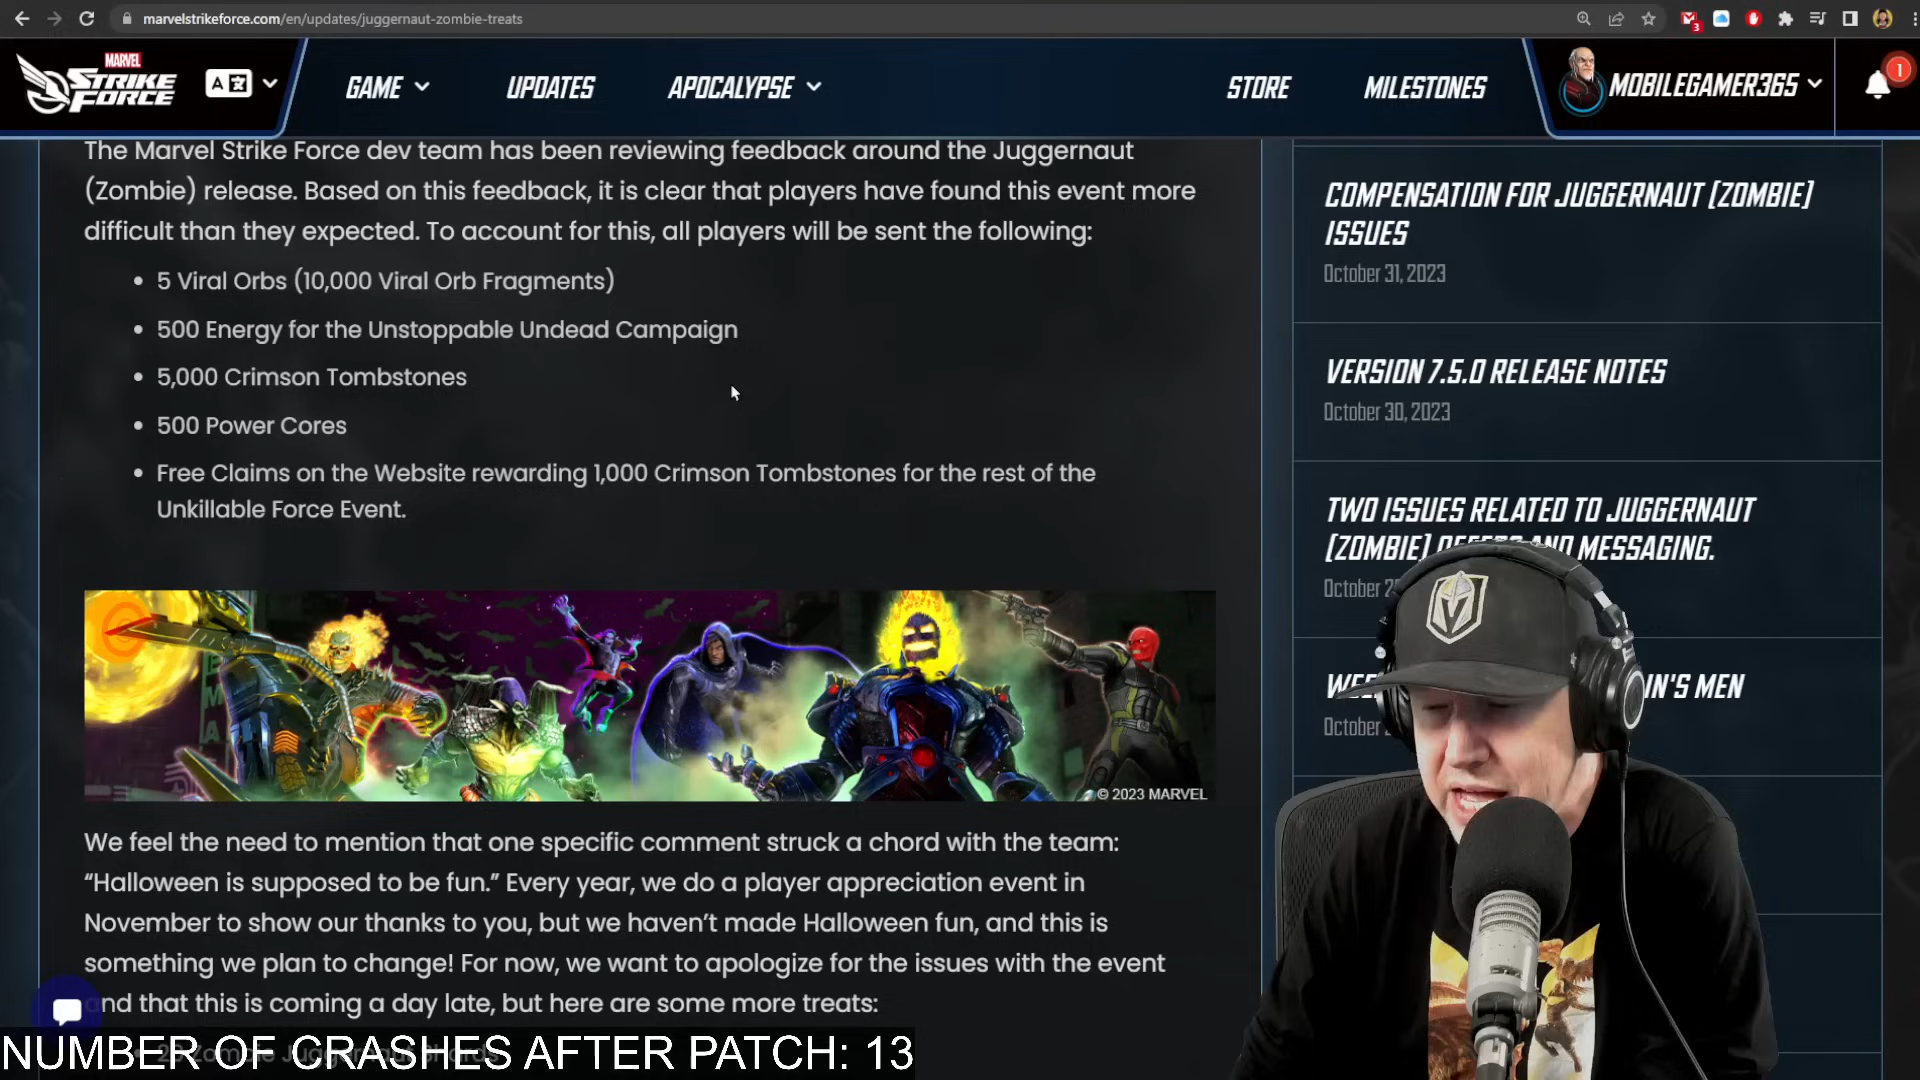 marvelstrikeforce.com/en/updates/juggernaut-zombie-treats
3
MARVEL
STRIKE
FORCE
GAME
UPDATES
APOCALYPSE
STORE
MILESTONES
MOBILEGAMER365
1
The Marvel Strike Force dev team has been reviewing feedback around the Juggernaut
(Zombie) release. Based on this feedback, it is clear that players have found this event more
difficult than they expected. To account for this, all players will be sent the following:
• 5 Viral Orbs (10,000 Viral Orb Fragments)
• 500 Energy for the Unstoppable Undead Campaign
• 5,000 Crimson Tombstones
• 500 Power Cores
• Free Claims on the Website rewarding 1,000 Crimson Tombstones for the rest of the
Unkillable Force Event.
© 2023 MARVEL
We feel the need to mention that one specific comment struck a chord with the team:
“Halloween is supposed to be fun.” Every year, we do a player appreciation event in
November to show our thanks to you, but we haven’t made Halloween fun, and this is
something we plan to change! For now, we want to apologize for the issues with the event
and that this is coming a day late, but here are some more treats:
Zombie Juggernaut Shards
COMPENSATION FOR JUGGERNAUT (ZOMBIE)
ISSUES
October 31, 2023
VERSION 7.5.0 RELEASE NOTES
October 30, 2023
TWO ISSUES RELATED TO JUGGERNAUT
(ZOMBIE) AND MESSAGING.
October
IN'S MEN
October
NUMBER OF CRASHES AFTER PATCH: 13